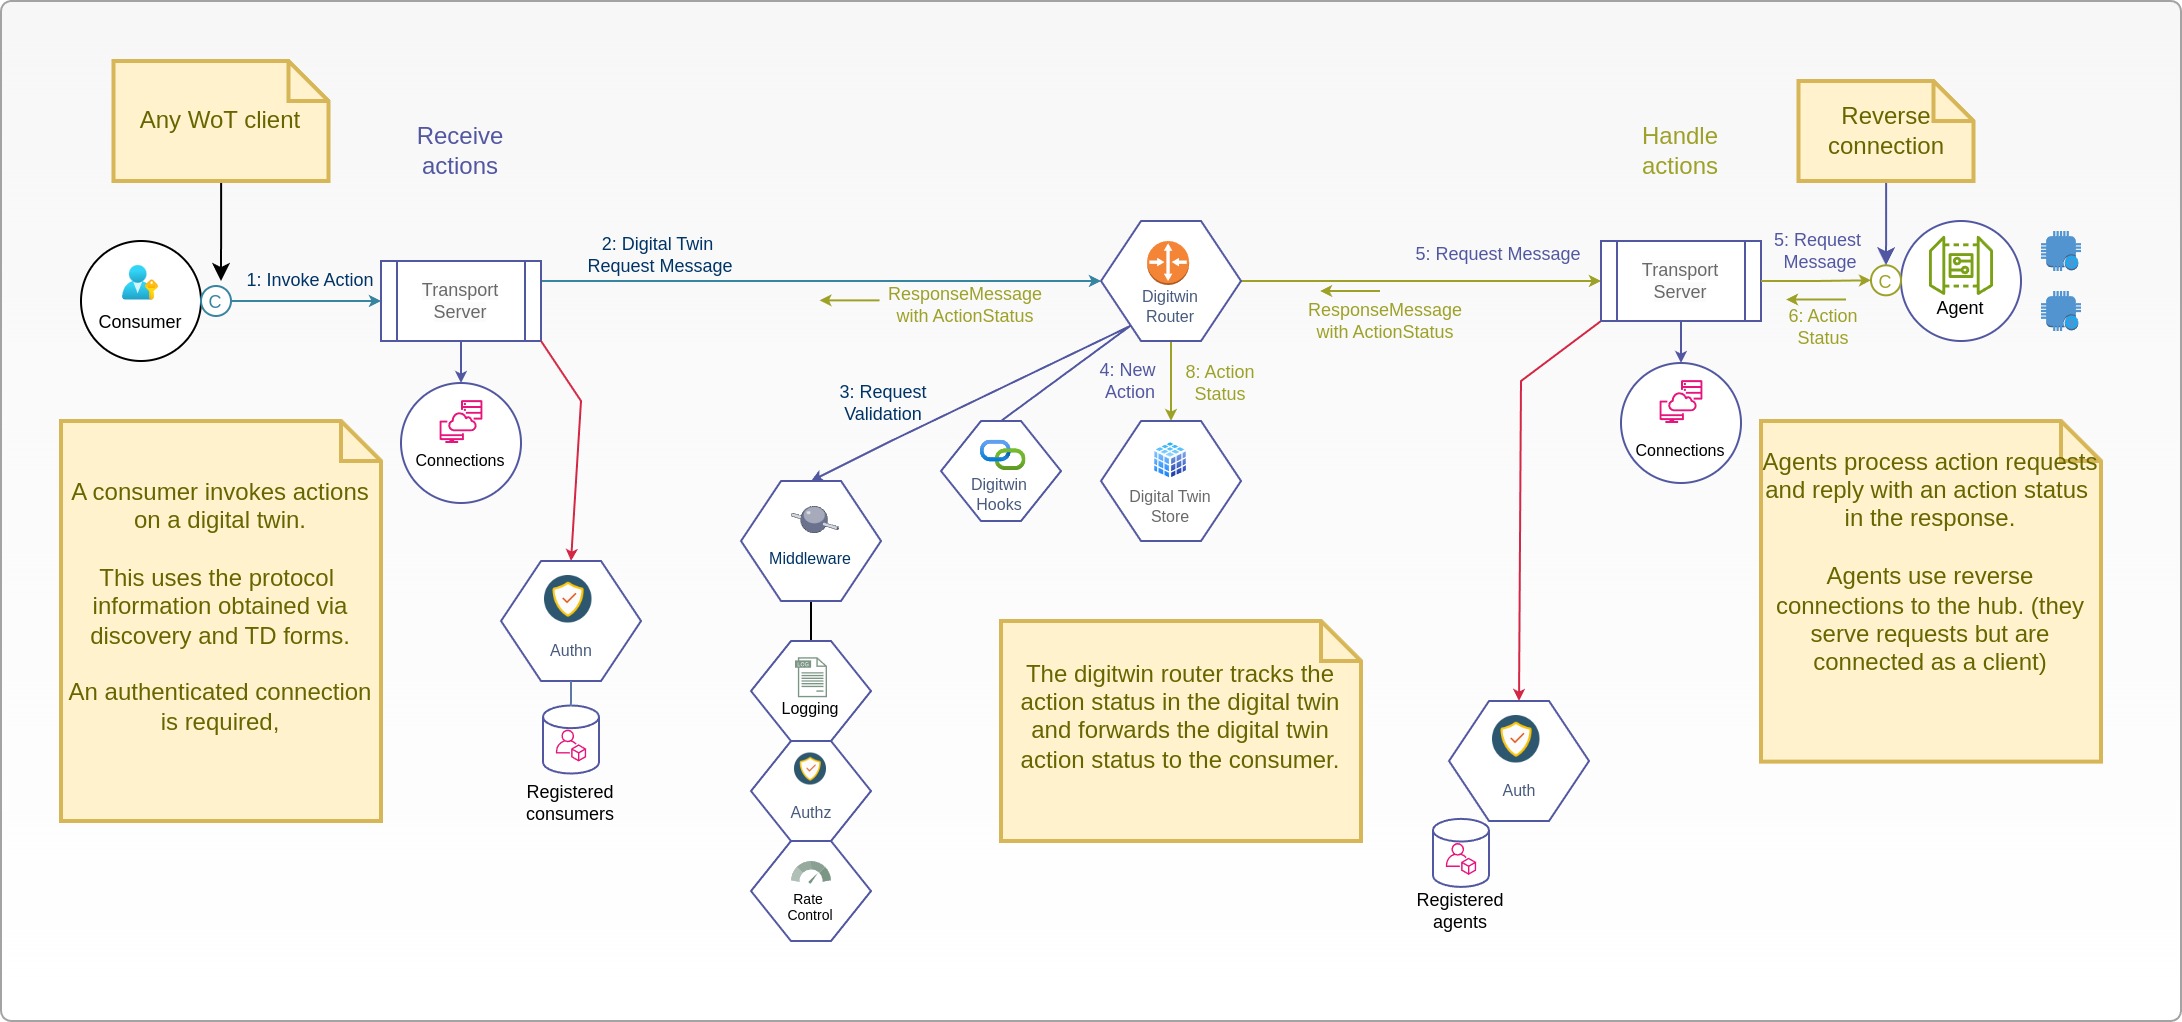 Any WoT client
Receive
actions
Handle
actions
Reverse
connection
Consumer
C
1: Invoke Action
Transport
Server
2: Digital Twin
Request Message
ResponseMessage
with ActionStatus
Digitwin
Router
5: Request Message
ResponseMessage
with ActionStatus
Transport
Server
5: Request
Message
6: Action
Status
C
Agent
Connections
3: Request
Validation
4: New
Action
8: Action
Status
Connections
A consumer invokes actions
on a digital twin.
This uses the protocol
information obtained via
discovery and TD forms.
An authenticated connection
is required,
Digitwin
Hooks
Digital Twin
Store
Agents process action requests
and reply with an action status
in the response.
Agents use reverse
connections to the hub. (they
serve requests but are
connected as a client)
Middleware
Authn
Registered
consumers
LOG
Logging
Authz
Rate
Control
The digitwin router tracks the
action status in the digital twin
and forwards the digital twin
action status to the consumer.
Auth
Registered
agents